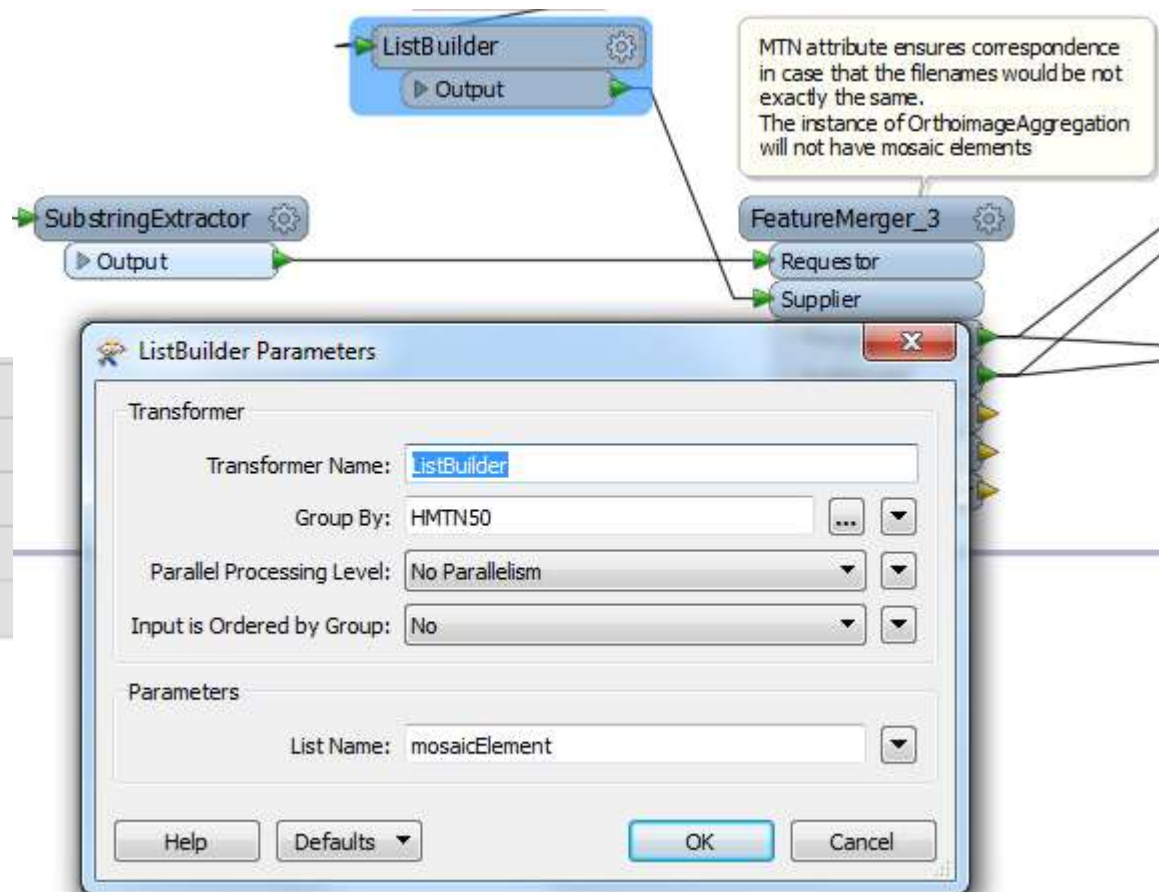 ListBuilder
Output
MTN attribute ensures correspondence
in case that the filenames would be not
exactly the same.
The instance of OrthoimageAggregation
will not have mosaic elements
SubstringExtractor
Output
FeatureMerger_3
Requestor
Supplier
ListBuilder Parameters
Transformer
Transformer Name: ListBuilder
Group By: HMTN50 ...
Parallel Processing Level: No Parallelism
Input is Ordered by Group: No
Parameters
List Name: mosaicElement
Help Defaults OK Cancel